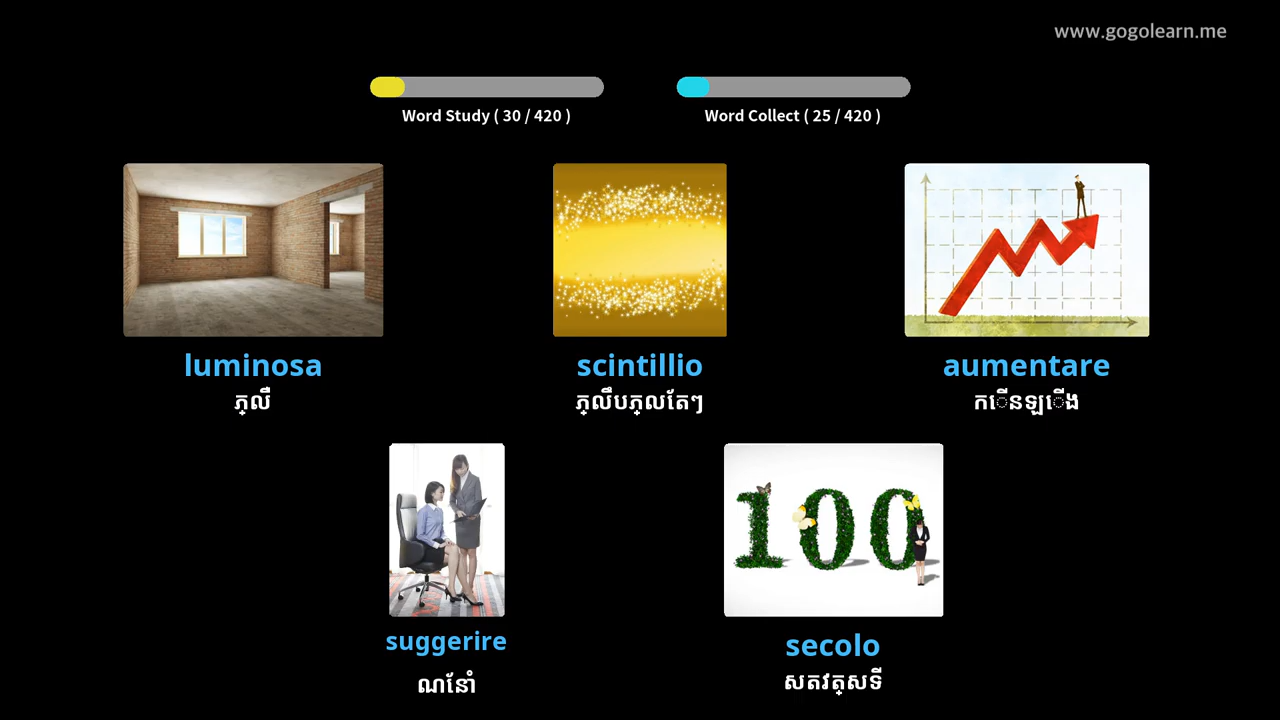 www.gogolearn.me
Word Study ( 30 / 420 )
Word Collect ( 25 / 420 )
luminosa
ភ្លឺ
scintillio
ភ្លឹបភ្លែតៗ
aumentare
កើនឡើង
suggerire
ណែនាំ
secolo
សតវត្សទី
100